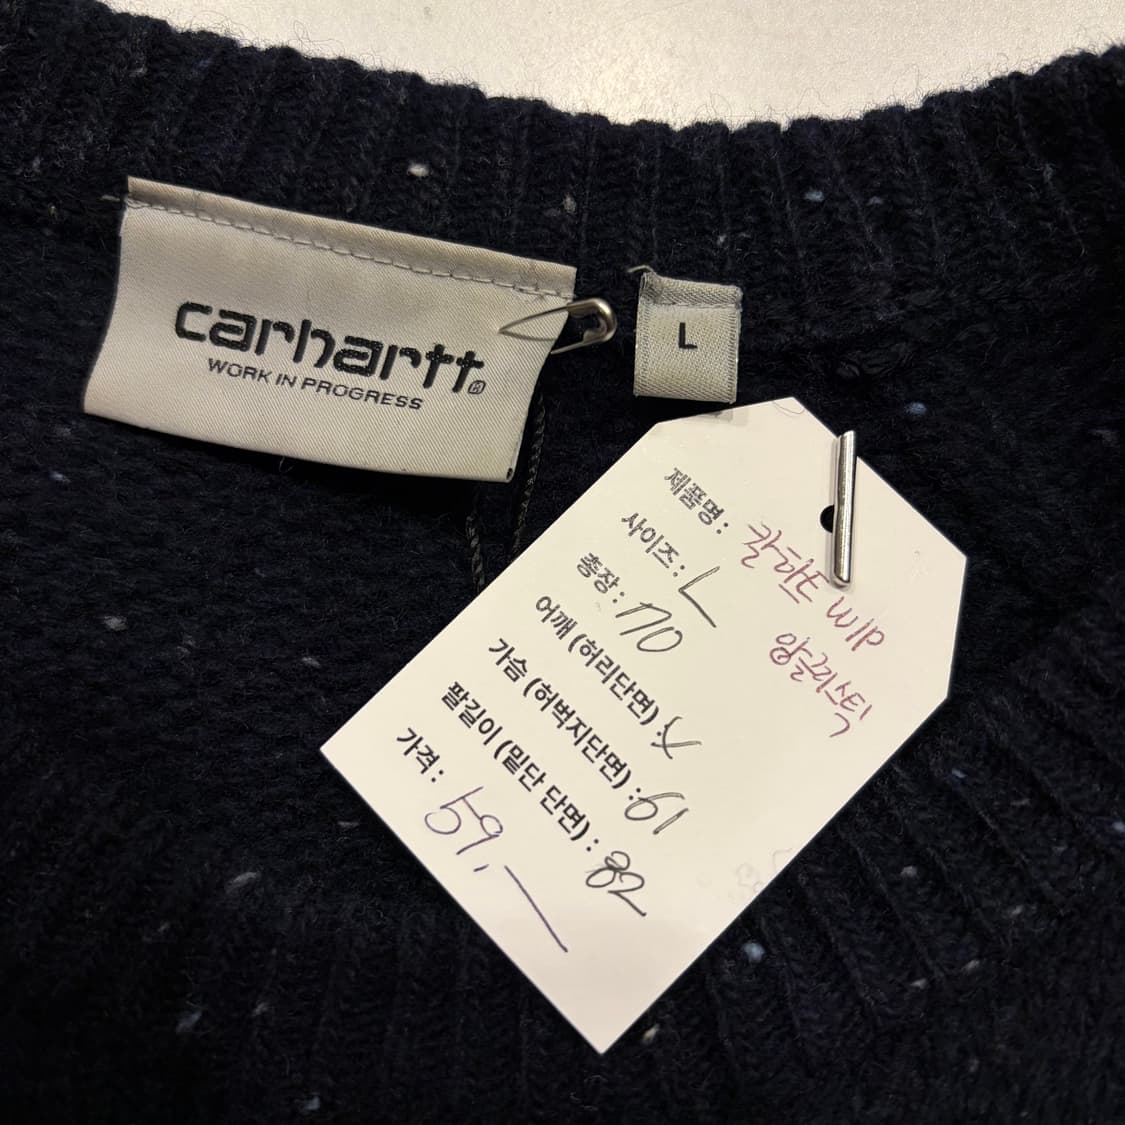 carhartt®
WORK IN PROGRESS
L
제품명: 칼하트 WIP
앙글리스틱
사이즈: L
총장: 70
어깨 (허리단면): X
가슴 (허벅지단면): 61
팔길이 (밑단 단면): 82
가격: 59,—